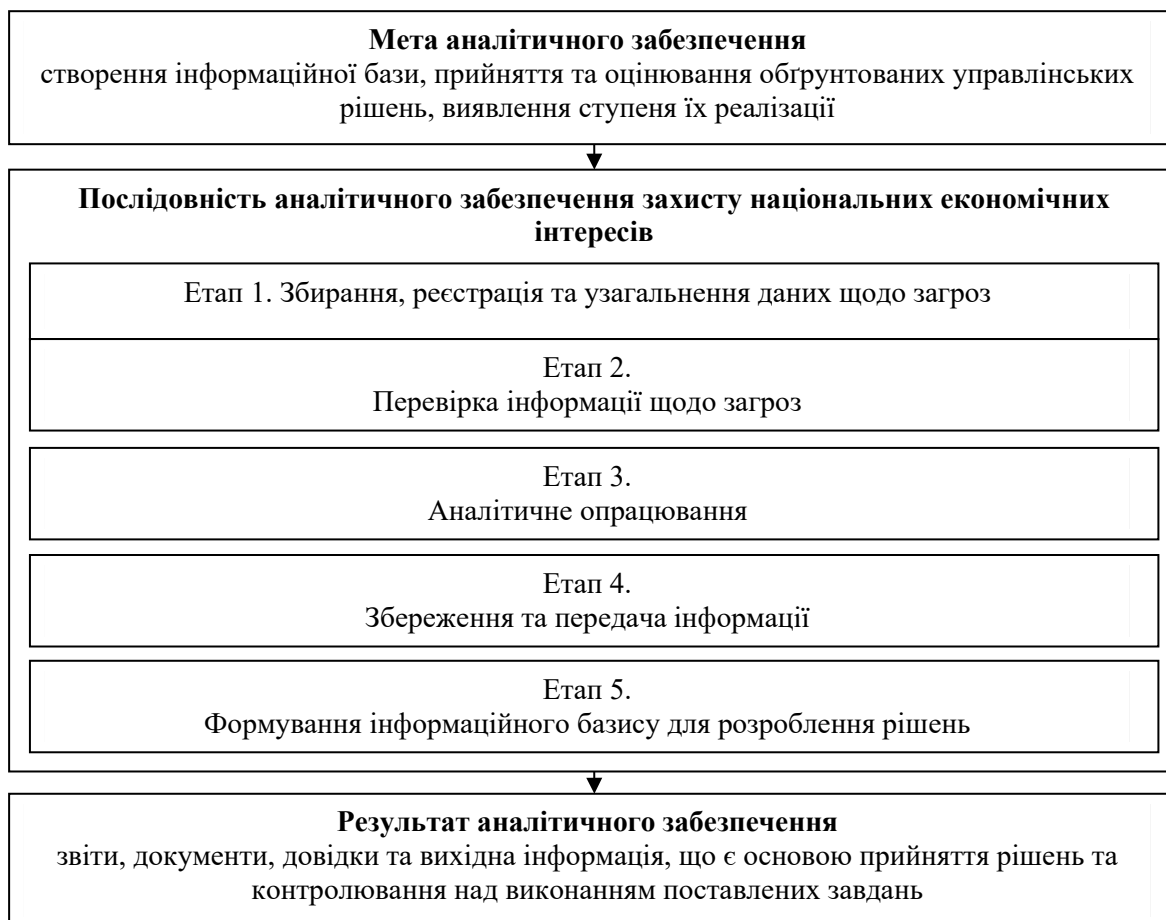 Мета аналітичного забезпечення
створення інформаційної бази, прийняття та оцінювання обґрунтованих управлінських
рішень, виявлення ступеня їх реалізації
Послідовність аналітичного забезпечення захисту національних економічних
інтересів
Етап 1. Збирання, реєстрація та узагальнення даних щодо загроз
Етап 2.
Перевірка інформації щодо загроз
Етап 3.
Аналітичне опрацювання
Етап 4.
Збереження та передача інформації
Етап 5.
Формування інформаційного базису для розроблення рішень
Результат аналітичного забезпечення
звіти, документи, довідки та вихідна інформація, що є основою прийняття рішень та
контролювання над виконанням поставлених завдань